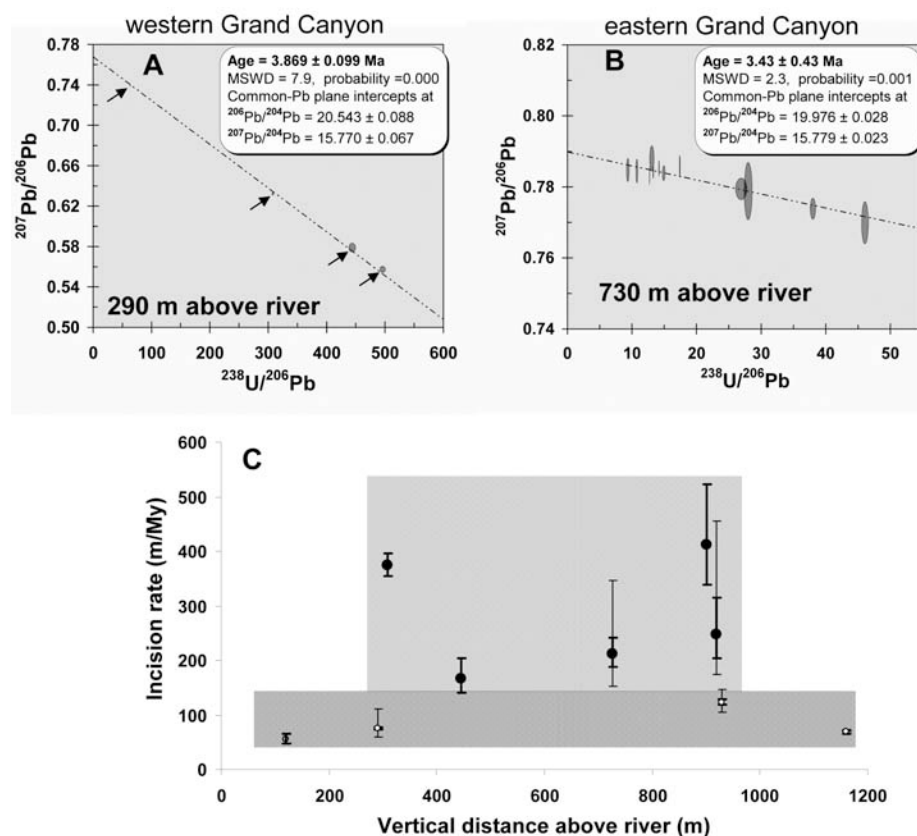 western Grand Canyon
eastern Grand Canyon
A
Age = 3.869 ± 0.099 Ma
MSWD = 7.9, probability =0.000
Common-Pb plane intercepts at
²⁰⁶Pb/²⁰⁴Pb = 20.543 ± 0.088
²⁰⁷Pb/²⁰⁴Pb = 15.770 ± 0.067
0.78
0.74
0.70
0.66
0.62
0.58
0.54
0.50
²⁰⁷Pb/²⁰⁶Pb
290 m above river
0 100 200 300 400 500 600
²³⁸U/²⁰⁶Pb
B
Age = 3.43 ± 0.43 Ma
MSWD = 2.3, probability =0.001
Common-Pb plane intercepts at
²⁰⁶Pb/²⁰⁴Pb = 19.976 ± 0.028
²⁰⁷Pb/²⁰⁴Pb = 15.779 ± 0.023
0.82
0.80
0.78
0.76
0.74
²⁰⁷Pb/²⁰⁶Pb
730 m above river
0 10 20 30 40 50
²³⁸U/²⁰⁶Pb
C
600
500
400
300
200
100
0
Incision rate (m/My)
0 200 400 600 800 1000 1200
Vertical distance above river (m)